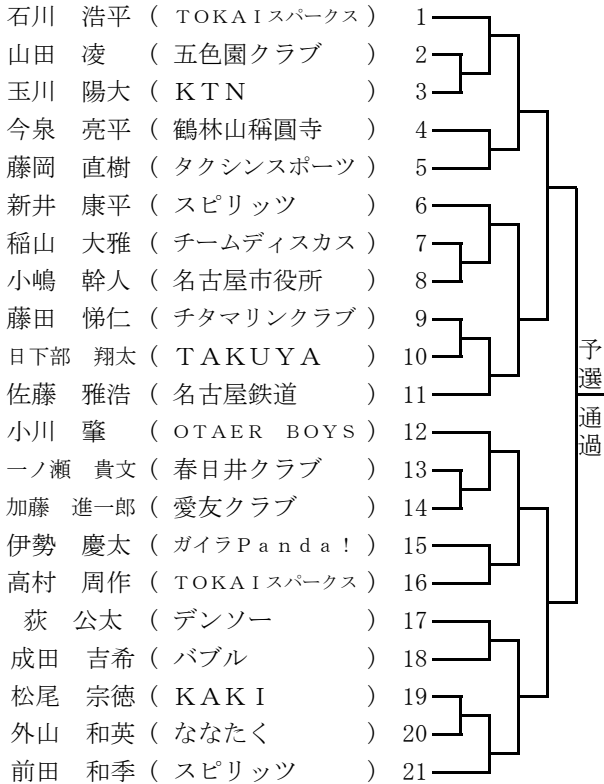 石川　浩平（ ＴＯＫＡＩスパークス ） 1
山田　凌　（ 五色園クラブ ） 2
玉川　陽大（ ＫＴＮ ） 3
今泉　亮平（ 鶴林山稱圓寺 ） 4
藤岡　直樹（ タクシンスポーツ ） 5
新井　康平（ スピリッツ ） 6
稲山　大雅（ チームディスカス ） 7
小嶋　幹人（ 名古屋市役所 ） 8
藤田　悌仁（ チタマリンクラブ ） 9
日下部　翔太（ ＴＡＫＵＹＡ ） 10
佐藤　雅浩（ 名古屋鉄道 ） 11
小川　肇　（ ＯＴＡＥＲ　ＢＯＹＳ ） 12
一ノ瀬　貴文（ 春日井クラブ ） 13
加藤　進一郎（ 愛友クラブ ） 14
伊勢　慶太（ ガイラＰａｎｄａ！ ） 15
高村　周作（ ＴＯＫＡＩスパークス ） 16
荻　公太（ デンソー ） 17
成田　吉希（ バブル ） 18
松尾　宗徳（ ＫＡＫＩ ） 19
外山　和英（ ななたく ） 20
前田　和季（ スピリッツ ） 21
予選通過